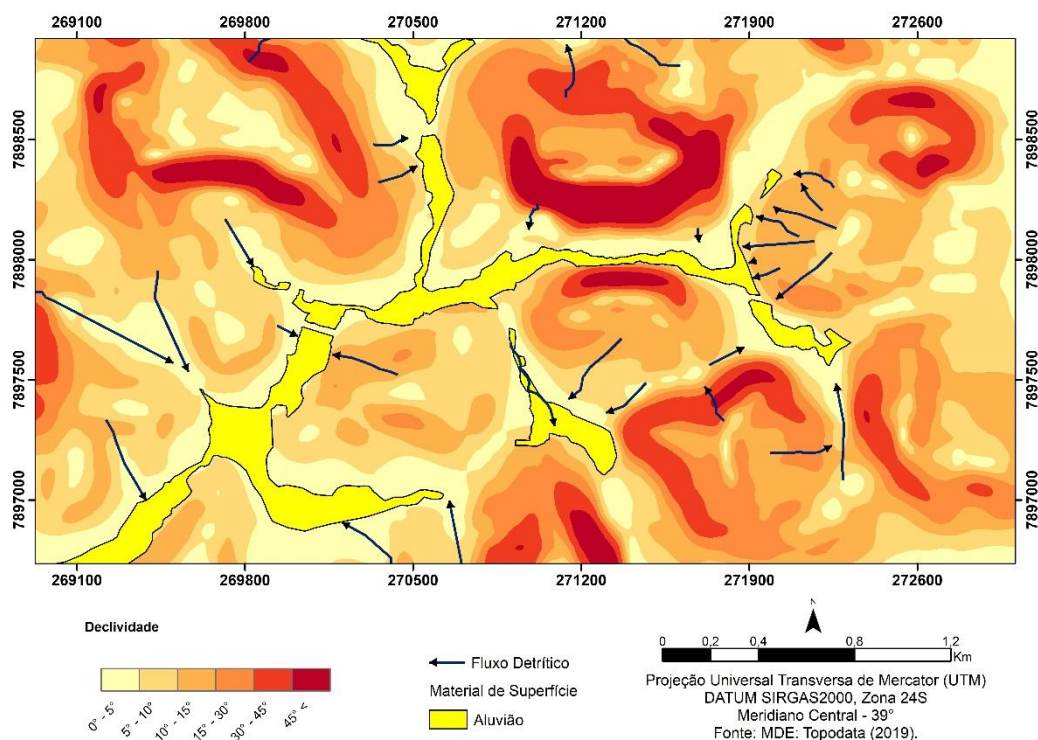 269100 269800 270500 271200 271900 272600
7898500 7898500
7898000 7898000
7897500 7897500
7897000 7897000
269100 269800 270500 271200 271900 272600
Declividade
0° - 5°
5° - 10°
10° - 15°
15° - 30°
30° - 45°
45° <
Fluxo Detrítico
Material de Superfície
Aluvião
N
0 0,2 0,4 0,8 1,2
Km
Projeção Universal Transversa de Mercator (UTM)
DATUM SIRGAS2000, Zona 24S
Meridiano Central - 39°
Fonte: MDE: Topodata (2019).